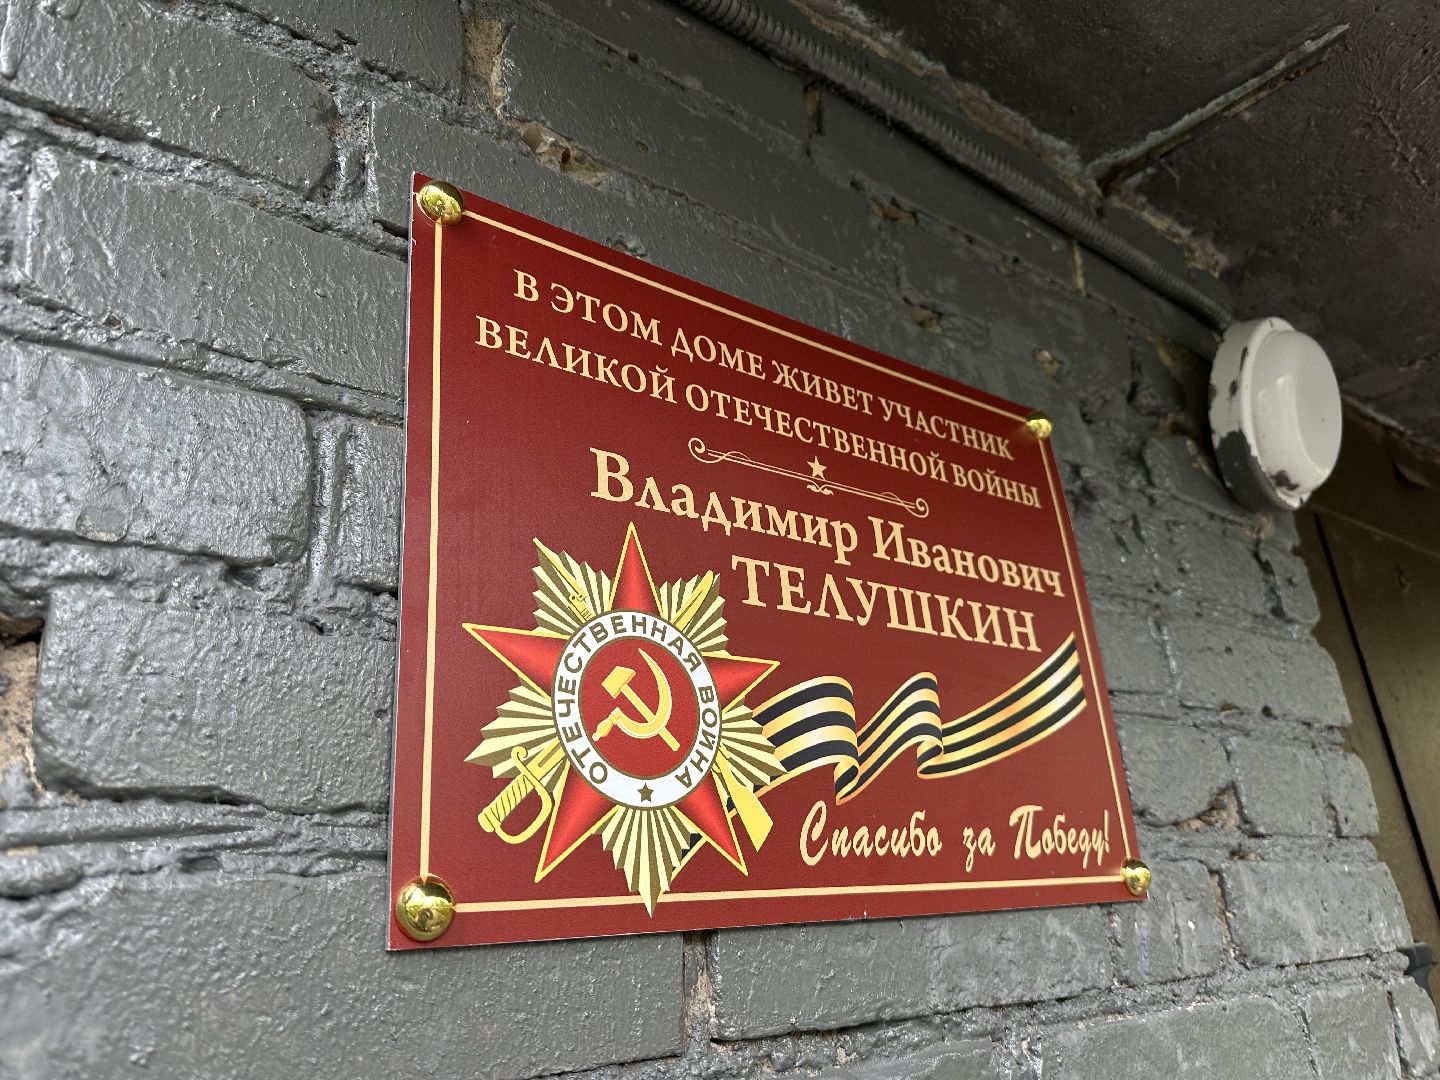 В ЭТОМ ДОМЕ ЖИВЕТ УЧАСТНИК
ВЕЛИКОЙ ОТЕЧЕСТВЕННОЙ ВОЙНЫ
Владимир Иванович
ТЕЛУШКИН
ОТЕЧЕСТВЕННАЯ ВОЙНА
Спасибо за Победу!